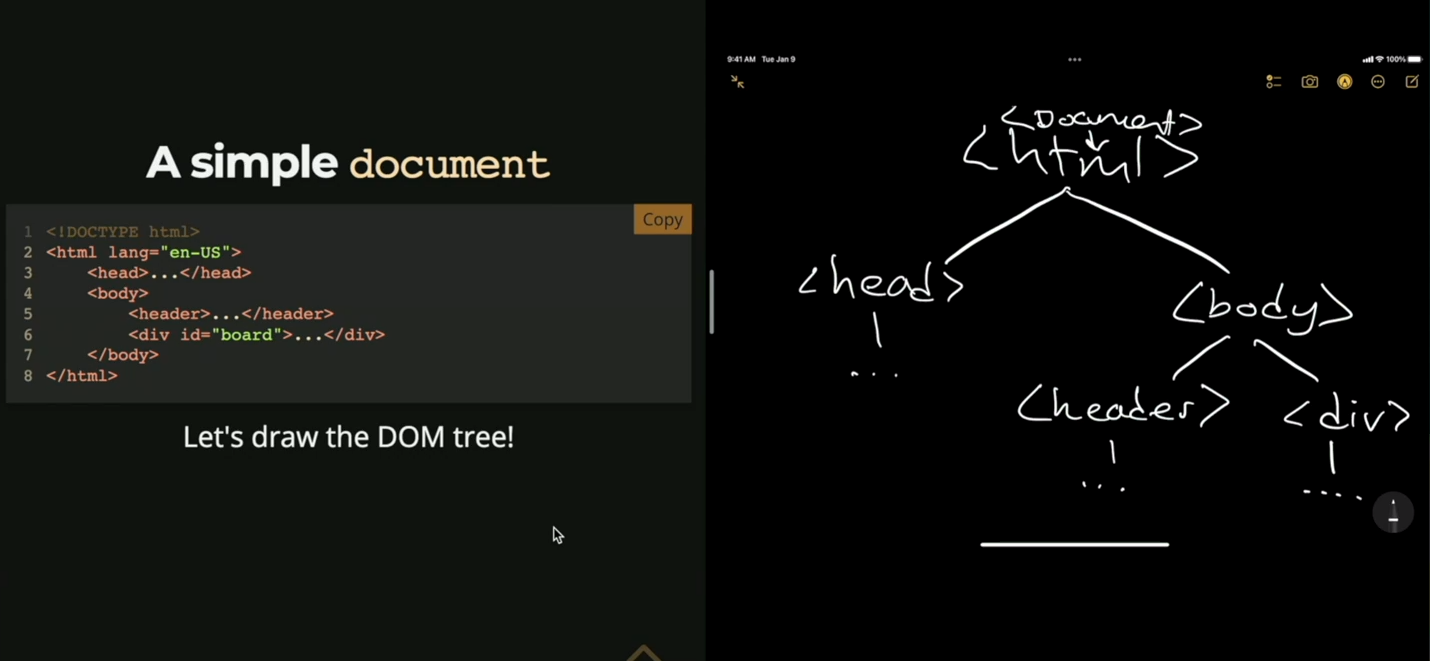 A simple document
Copy
1 <!DOCTYPE html>
2 <html lang="en-US">
3 <head>...</head>
4 <body>
5 <header>...</header>
6 <div id="board">...</div>
7 </body>
8 </html>
Let's draw the DOM tree!
9:41 AM Tue Jan 9
100%
<Document>
<html>
<head>
<body>
...
<header>
<div>
...
....